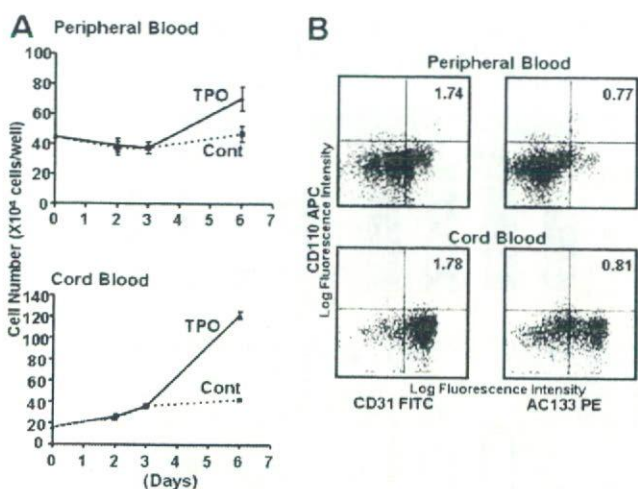 A
Peripheral Blood
100
80
60
40
20
0
TPO
Cont
0 1 2 3 4 5 6 7
Cord Blood
140
120
100
80
60
40
20
0
TPO
Cont
0 1 2 3 4 5 6 7
(Days)
Cell Number (X10⁴ cells/well)
B
Peripheral Blood
1.74
0.77
Cord Blood
1.78
0.81
CD110 APC
Log Fluorescence Intensity
Log Fluorescence Intensity
CD31 FITC
AC133 PE